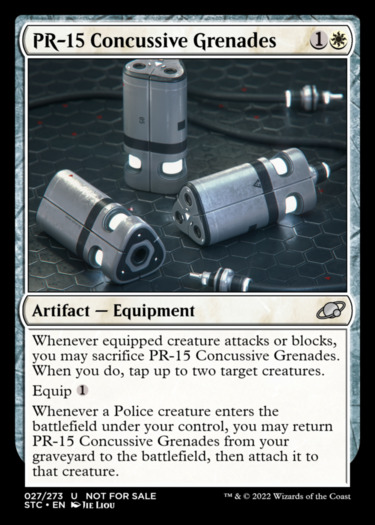 PR-15 Concussive Grenades 1
Artifact — Equipment
Whenever equipped creature attacks or blocks,
you may sacrifice PR-15 Concussive Grenades.
When you do, tap up to two target creatures.
Equip 1
Whenever a Police creature enters the
battlefield under your control, you may return
PR-15 Concussive Grenades from your
graveyard to the battlefield, then attach it to
that creature.
027/273 U NOT FOR SALE
STC • EN Jie Liou
™ & © 2022 Wizards of the Coast